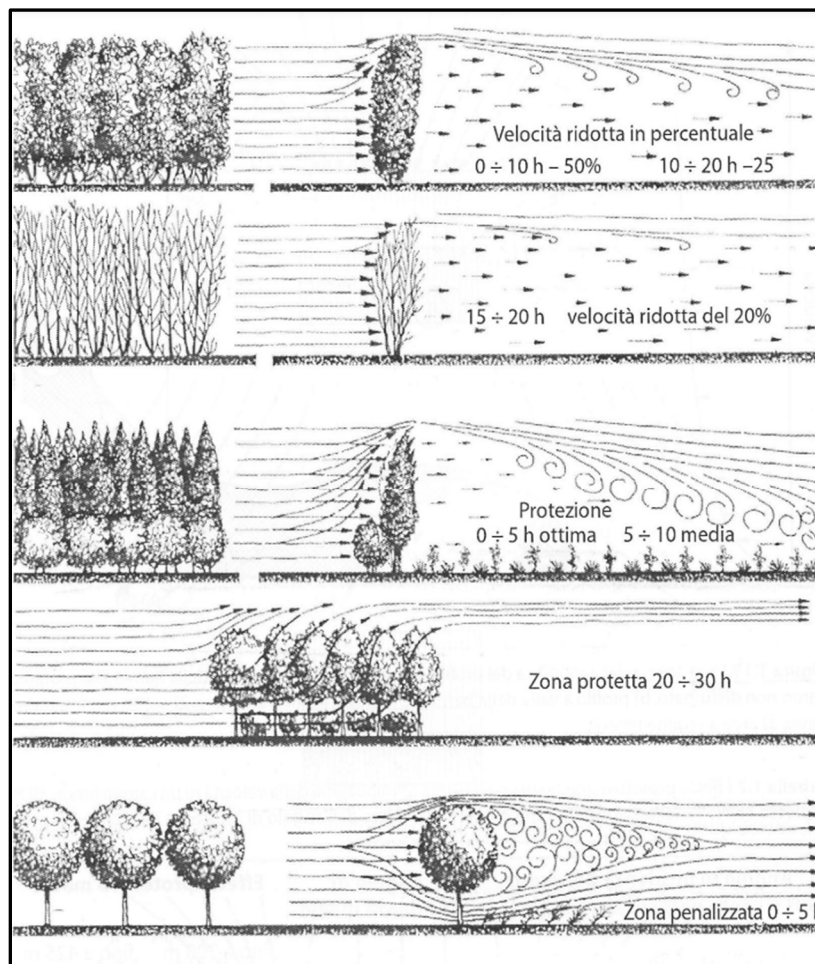 Velocità ridotta in percentuale
0 ÷ 10 h – 50% 10 ÷ 20 h –25
15 ÷ 20 h velocità ridotta del 20%
Protezione
0 ÷ 5 h ottima 5 ÷ 10 media
Zona protetta 20 ÷ 30 h
Zona penalizzata 0 ÷ 5